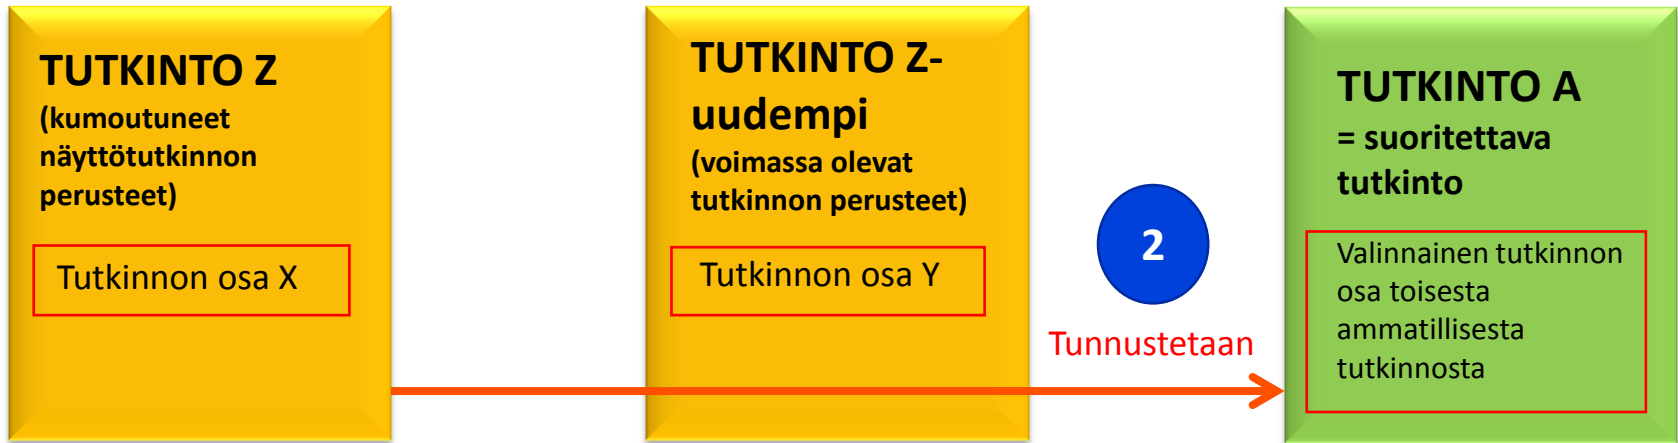 TUTKINTO Z
(kumoutuneet
näyttötutkinnon
perusteet)
Tutkinnon osa X
TUTKINTO Z-
uudempi
(voimassa olevat
tutkinnon perusteet)
Tutkinnon osa Y
2
Tunnustetaan
TUTKINTO A
= suoritettava
tutkinto
Valinnainen tutkinnon
osa toisesta
ammatillisesta
tutkinnosta